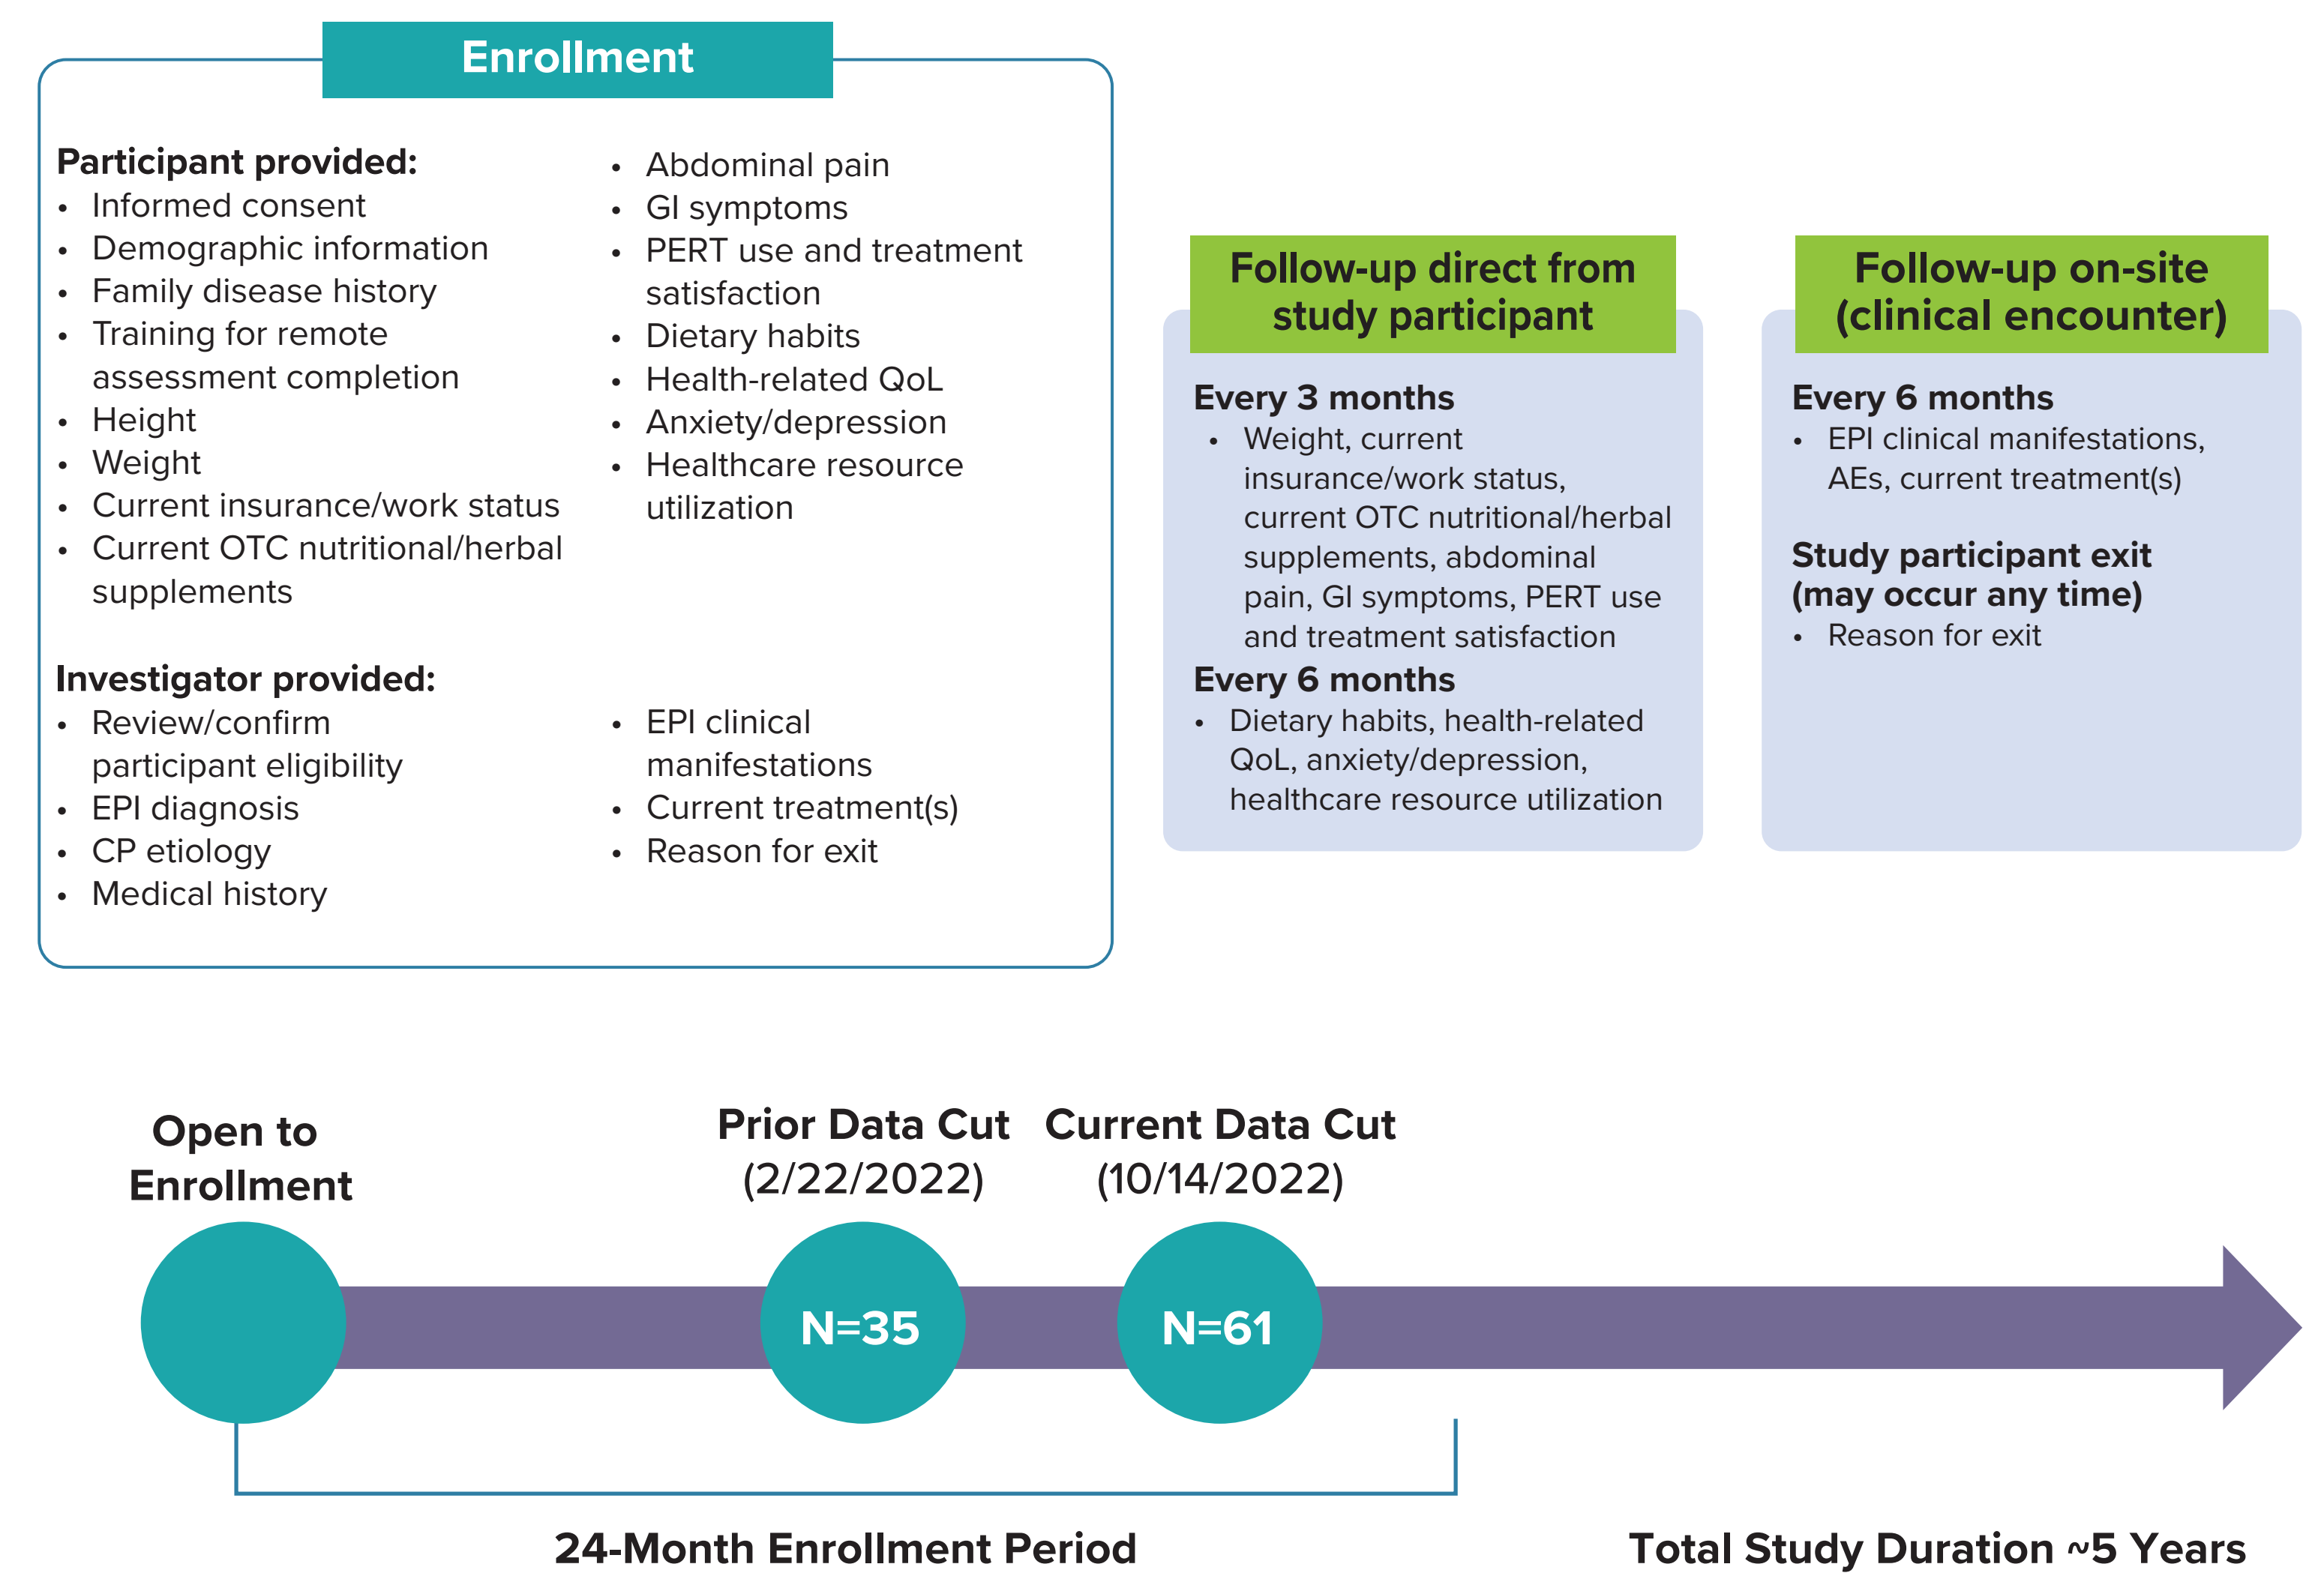 Enrollment
Participant provided:
• Informed consent
• Demographic information
• Family disease history
• Training for remote
assessment completion
• Height
• Weight
• Current insurance/work status
• Current OTC nutritional/herbal
supplements
• Abdominal pain
• GI symptoms
• PERT use and treatment
satisfaction
• Dietary habits
• Health-related QoL
• Anxiety/depression
• Healthcare resource
utilization
Investigator provided:
• Review/confirm
participant eligibility
• EPI diagnosis
• CP etiology
• Medical history
• EPI clinical
manifestations
• Current treatment(s)
• Reason for exit
Follow-up direct from
study participant
Every 3 months
• Weight, current
insurance/work status,
current OTC nutritional/herbal
supplements, abdominal
pain, GI symptoms, PERT use
and treatment satisfaction
Every 6 months
• Dietary habits, health-related
QoL, anxiety/depression,
healthcare resource utilization
Follow-up on-site
(clinical encounter)
Every 6 months
• EPI clinical manifestations,
AEs, current treatment(s)
Study participant exit
(may occur any time)
• Reason for exit
Open to
Enrollment
Prior Data Cut
(2/22/2022)
Current Data Cut
(10/14/2022)
N=35
N=61
24-Month Enrollment Period
Total Study Duration ~5 Years